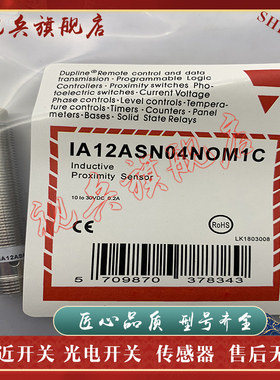 Dupline®Remote control and data
transmission - Programmable Logic
Controllers - Proximity switches - Pho-
toelectric switches - Current Voltage
Phase controls - Level controls - Tempera-
ture controls - Timers - Counters - Panel
meters - Bases - Solid State Relays
IA12ASN04NOM1C
Inductive
Proximity Sensor
10 to 30VDC 0.2A
CE
RoHS
LK1803008
5 709870 378343
IA12ASN
匠心品质 型号齐全
近开关 光电开关 传感器 售后无